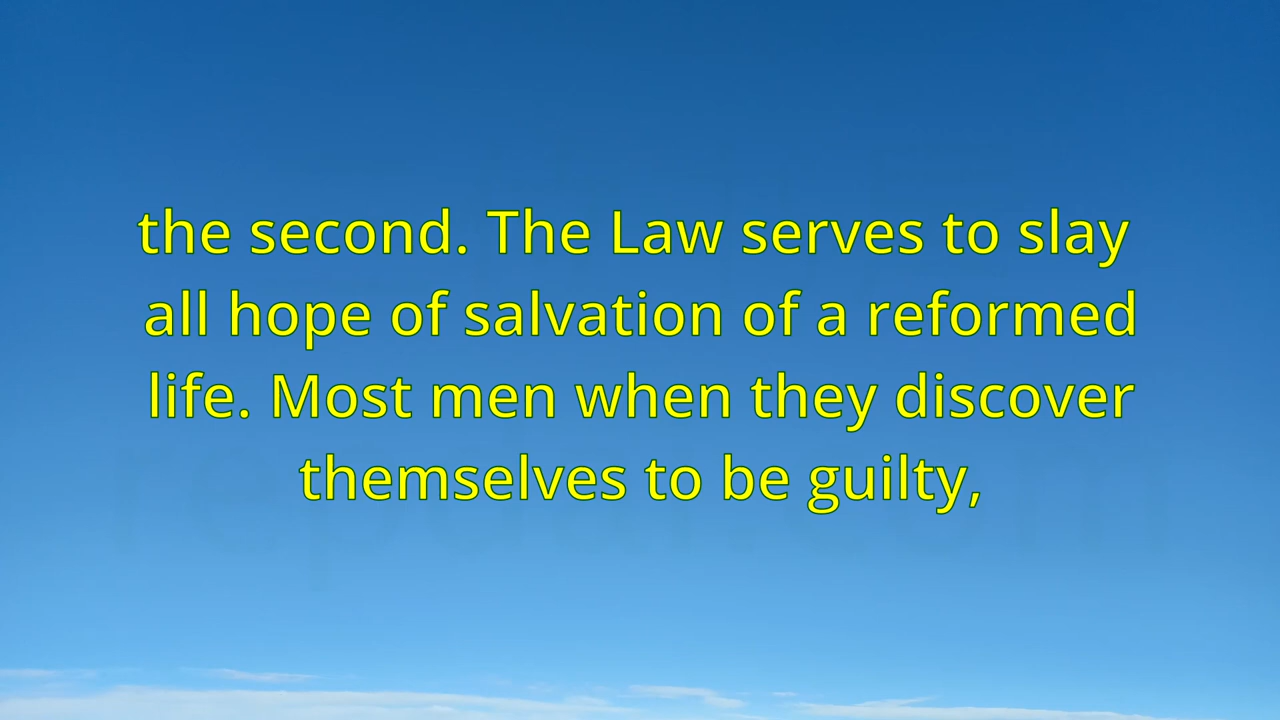 the second. The Law serves to slay
all hope of salvation of a reformed
life. Most men when they discover
themselves to be guilty,